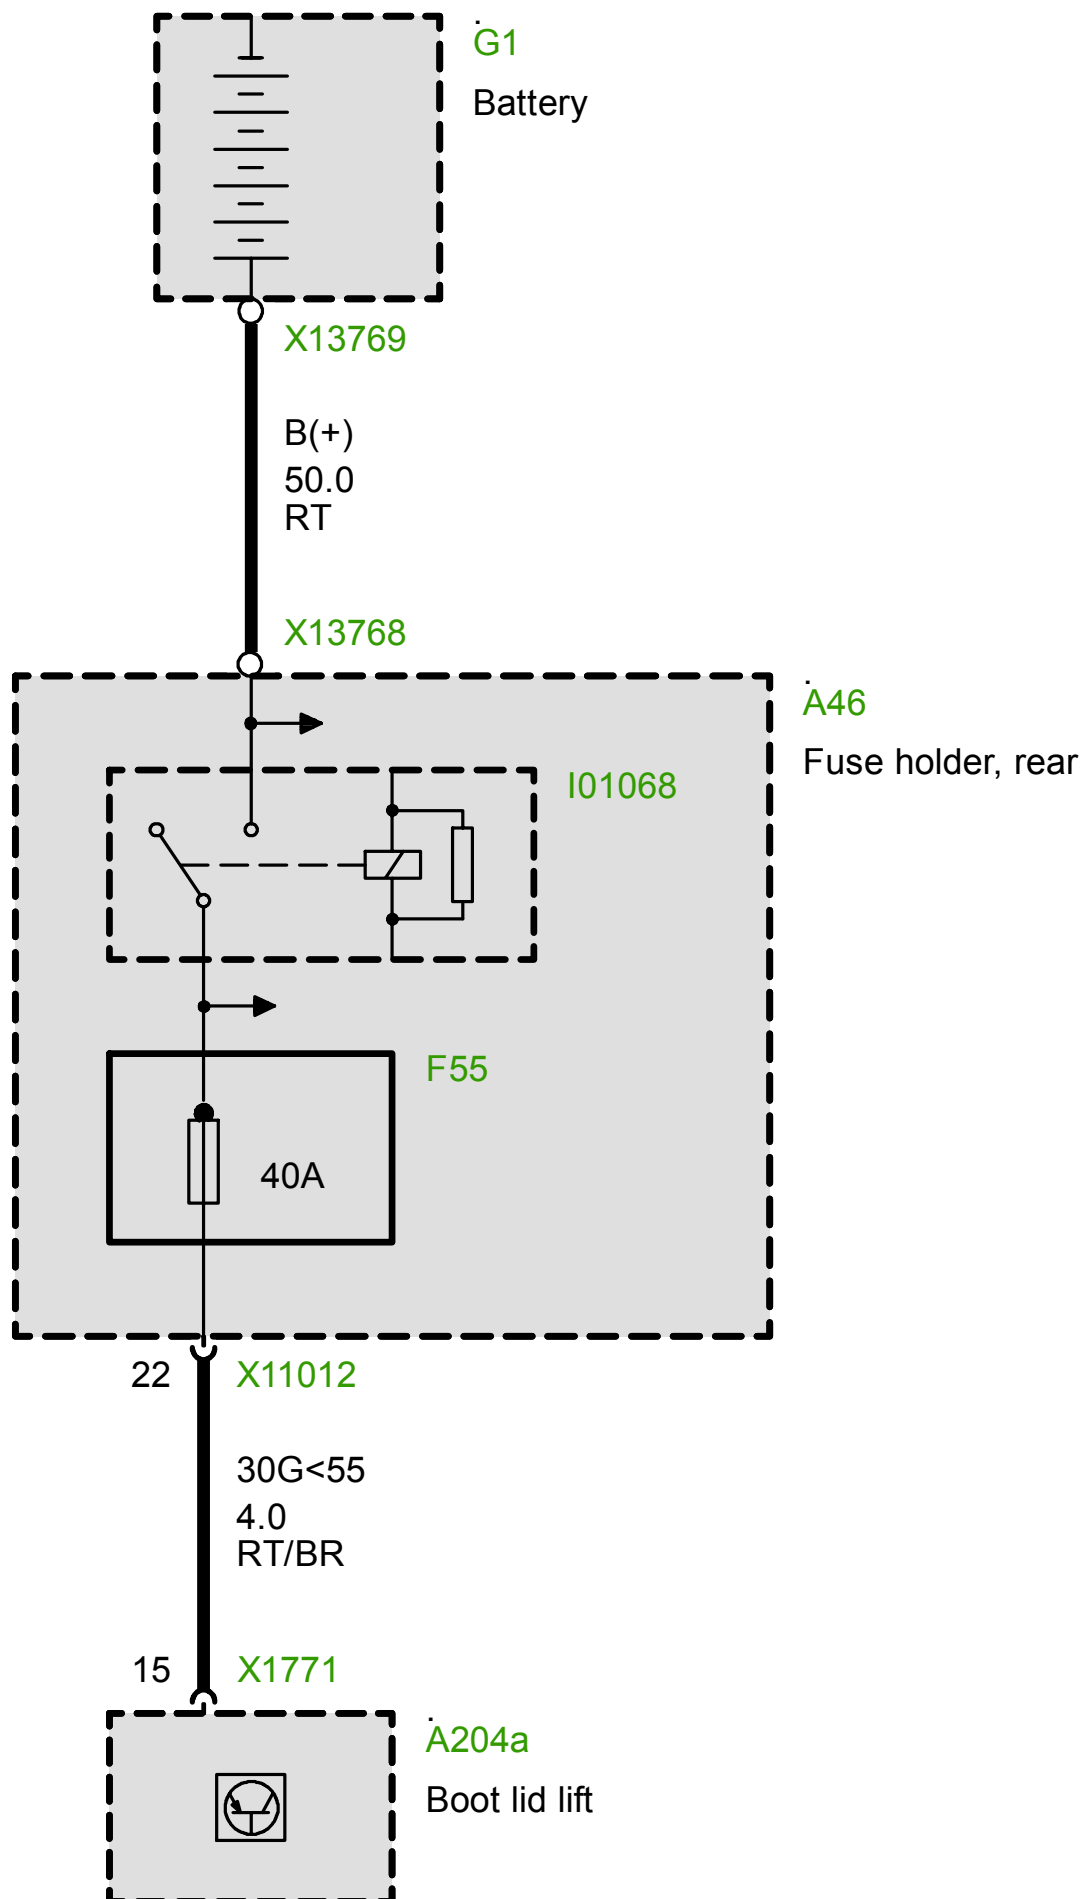 G1
Battery
X13769
B(+)
50.0
RT
X13768
A46
Fuse holder, rear
I01068
F55
40A
22 X11012
30G<55
4.0
RT/BR
15 X1771
A204a
Boot lid lift